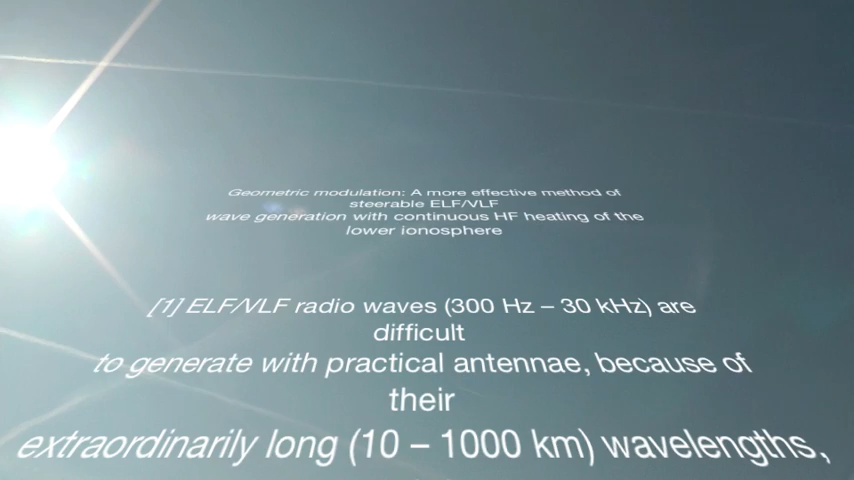 Geometric modulation: A more effective method of
steerable ELF/VLF
wave generation with continuous HF heating of the
lower ionosphere
[1] ELF/VLF radio waves (300 Hz – 30 kHz) are
difficult
to generate with practical antennae, because of
their
extraordinarily long (10 – 1000 km) wavelengths,